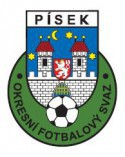 PÍSEK
OKRESNÍ FOTBALOVÝ SVAZ